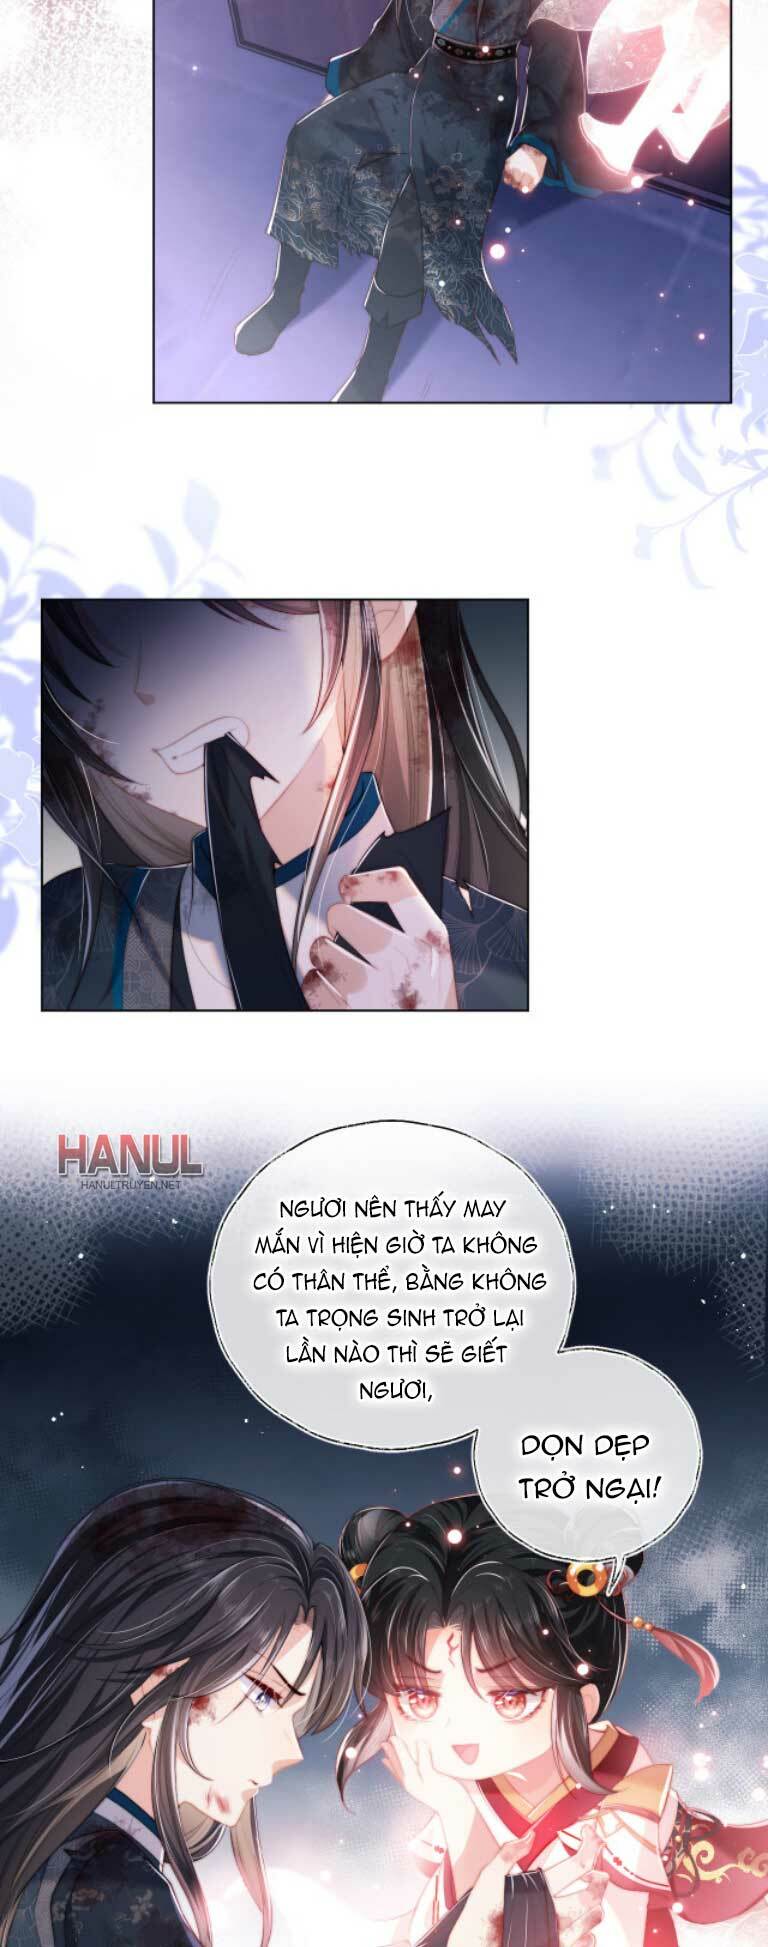 HANUL
HANULTRUYEN.NET
NGƯƠI NÊN THẤY MAY
MẮN VÌ HIỆN GIỜ TA KHÔNG
CÓ THÂN THỂ, BẰNG KHÔNG
TA TRỌNG SINH TRỞ LẠI
LẦN NÀO THÌ SẼ GIẾT
NGƯƠI,
DỌN DẸP
TRỞ NGẠI!